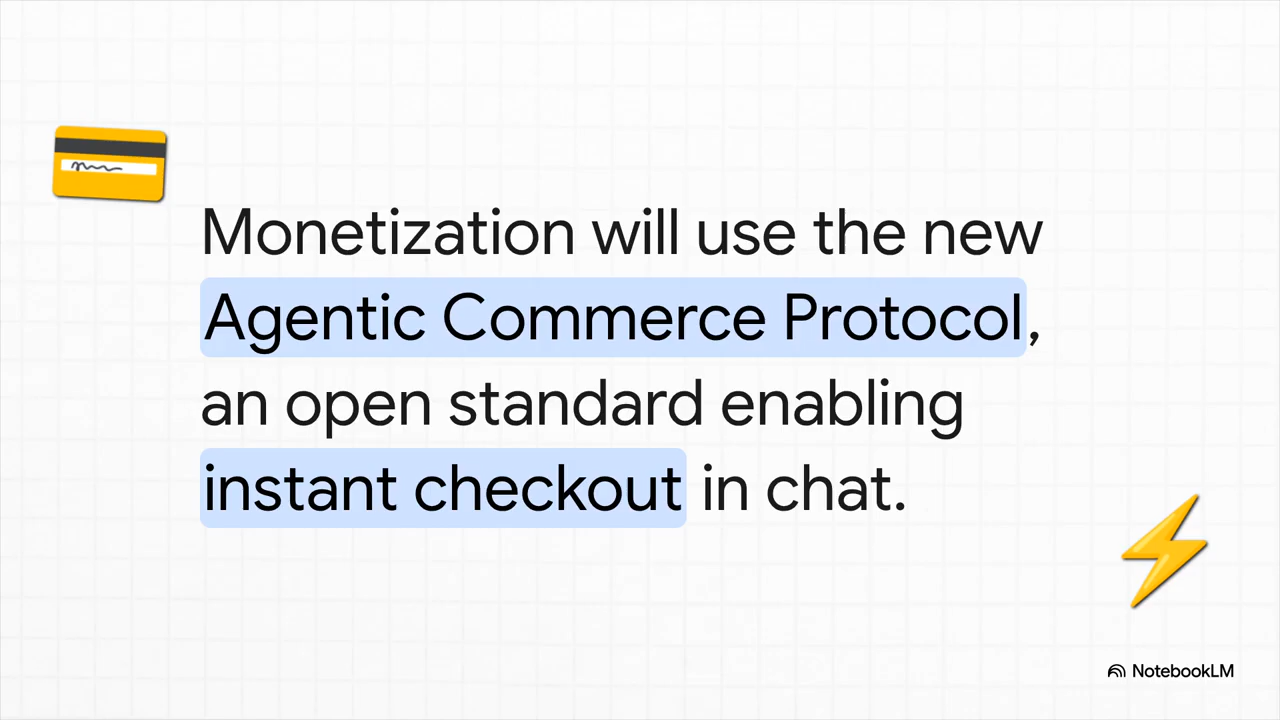 Monetization will use the new
Agentic Commerce Protocol,
an open standard enabling
instant checkout in chat.
NotebookLM